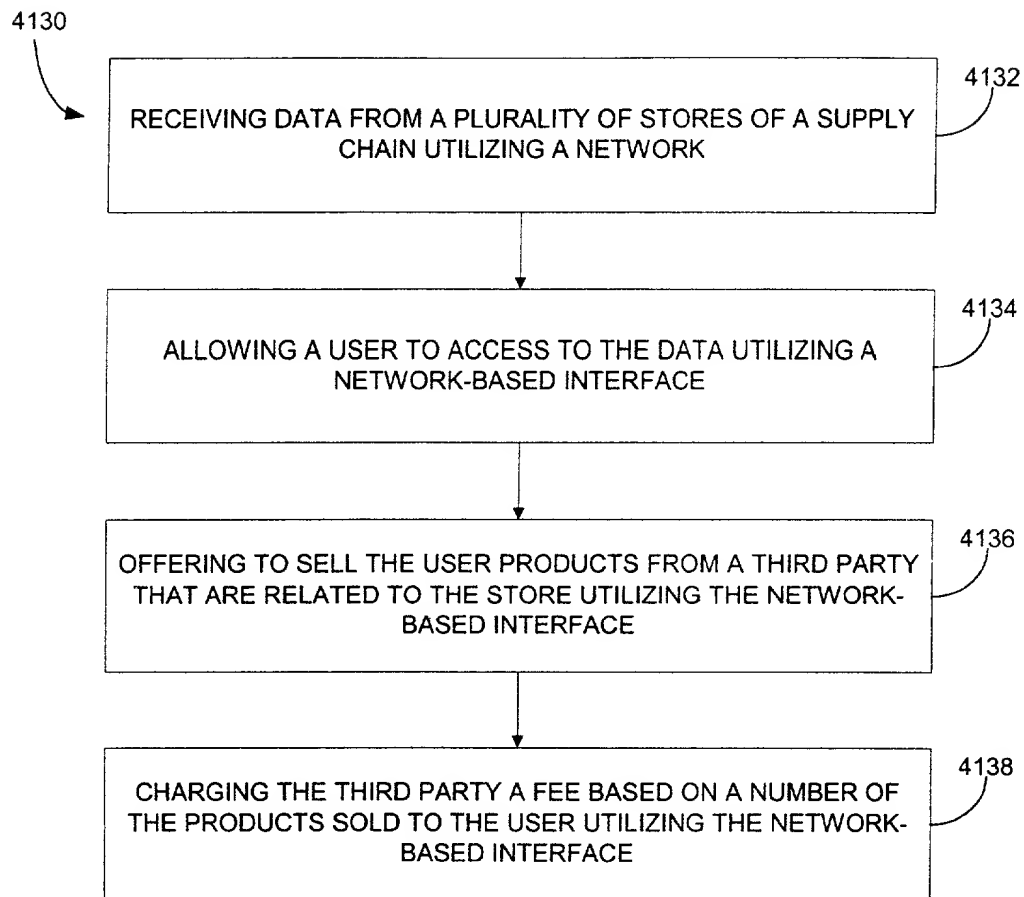 4130
4132
RECEIVING DATA FROM A PLURALITY OF STORES OF A SUPPLY
CHAIN UTILIZING A NETWORK
4134
ALLOWING A USER TO ACCESS TO THE DATA UTILIZING A
NETWORK-BASED INTERFACE
4136
OFFERING TO SELL THE USER PRODUCTS FROM A THIRD PARTY
THAT ARE RELATED TO THE STORE UTILIZING THE NETWORK-
BASED INTERFACE
4138
CHARGING THE THIRD PARTY A FEE BASED ON A NUMBER OF
THE PRODUCTS SOLD TO THE USER UTILIZING THE NETWORK-
BASED INTERFACE